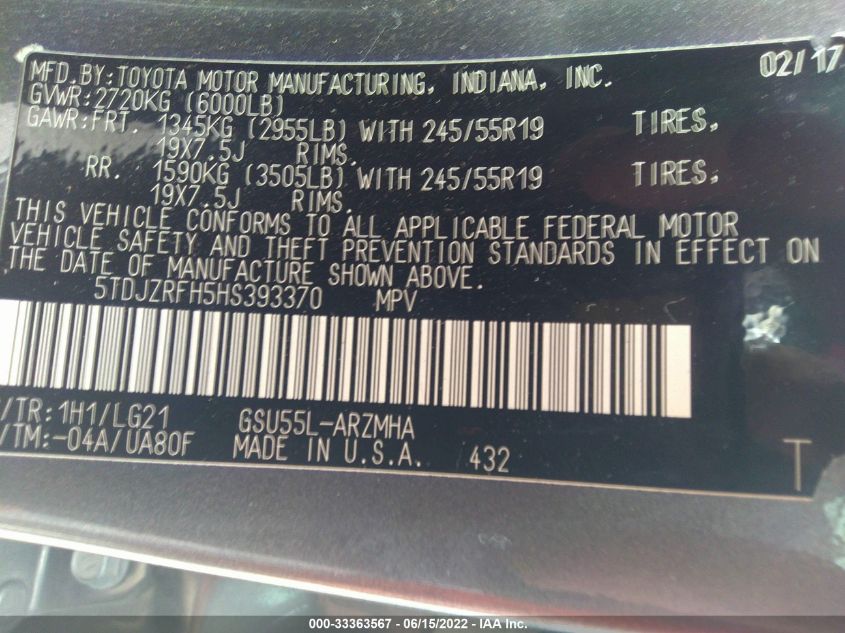 MFD.BY:TOYOTA MOTOR MANUFACTURING, INDIANA, INC. 02/17
GVWR:2720KG (6000LB)
GAWR:FRT. 1345KG (2955LB) WITH 245/55R19 TIRES,
19X7.5J RIMS.
RR. 1590KG (3505LB) WITH 245/55R19 TIRES,
19X7.5J RIMS.
THIS VEHICLE CONFORMS TO ALL APPLICABLE FEDERAL MOTOR
VEHICLE SAFETY AND THEFT PREVENTION STANDARDS IN EFFECT ON
THE DATE OF MANUFACTURE SHOWN ABOVE.
5TDJZRFH5HS393370 MPV
/TR:1H1/LG21 GSU55L-ARZMHA
/TM:-04A/UA80F MADE IN U.S.A. 432 T
000-33363567 - 06/15/2022 - © IAA Inc.